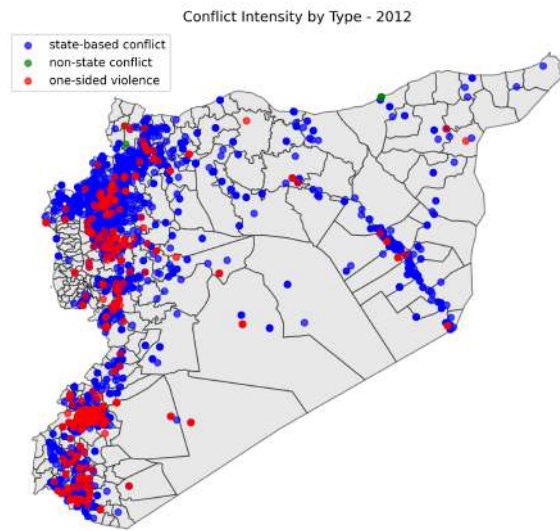 Conflict Intensity by Type - 2012
state-based conflict
non-state conflict
one-sided violence